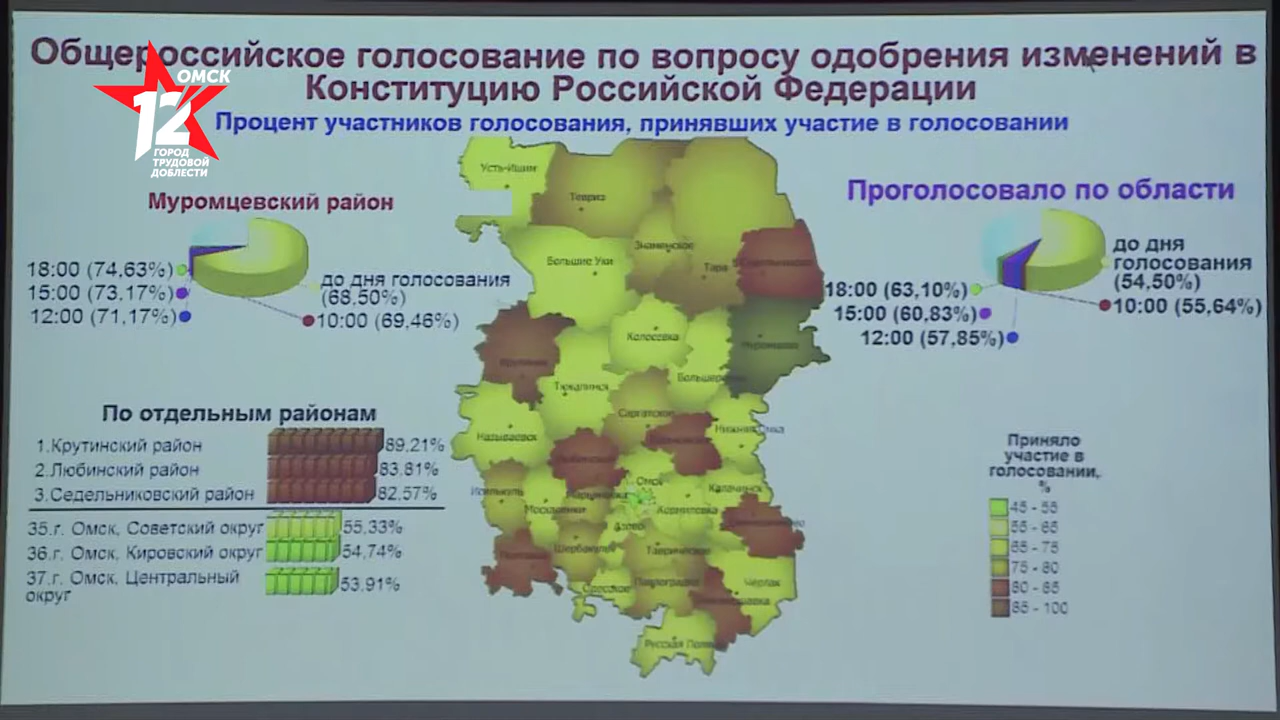 Общероссийское голосование по вопросу одобрения изменений в
Конституцию Российской Федерации
ОМСК
12
ГОРОД
ТРУДОВОЙ
ДОБЛЕСТИ
Процент участников голосования, принявших участие в голосовании
Муромцевский район
18:00 (74,63%)
15:00 (73,17%)
12:00 (71,17%)
до дня голосования
(68,50%)
10:00 (69,46%)
Проголосовало по области
до дня
голосования
(54,50%)
18:00 (63,10%)
10:00 (55,64%)
15:00 (60,83%)
12:00 (57,85%)
По отдельным районам
1.Крутинский район 89,21%
2.Любинский район 83,81%
3.Седельниковский район 82,57%
35.г. Омск, Советский округ 55,33%
36.г. Омск, Кировский округ 54,74%
37.г. Омск, Центральный
округ
53,91%
Усть-Ишим
Тевриз
Знаменское
Большие Уки
Тара
Колосовка
Муромцево
Крутинка
Тюкалинск
Саргатское
Называевск
Нижняя Омка
Омск
Исилькуль
Марьяновка
Калачинск
Москаленки
Кормиловка
Азово
Шербакуль
Таврическое
Одесское
Павлоградка
Черлак
Русская Поляна
Приняло
участие в
голосовании,
%
45 - 55
55 - 65
65 - 75
75 - 80
80 - 85
85 - 100